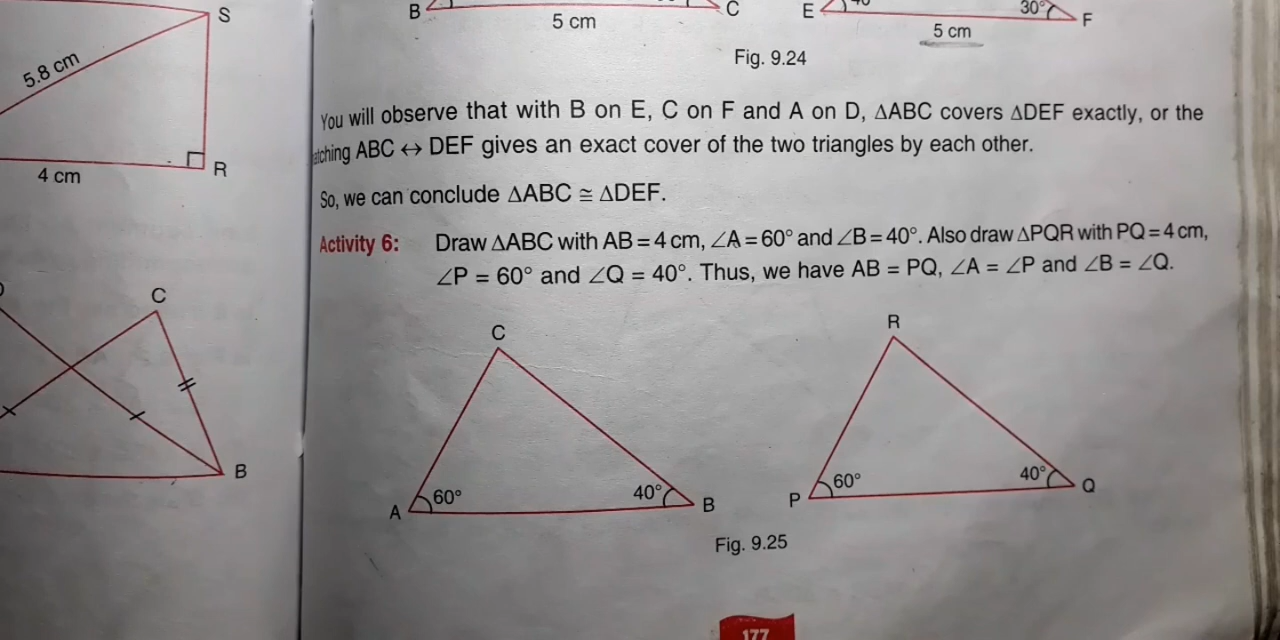 S
5.8 cm
R
4 cm
C
B
B
C
5 cm
E
30°
F
5 cm
Fig. 9.24
You will observe that with B on E, C on F and A on D, ΔABC covers ΔDEF exactly, or the
ABC ↔ DEF gives an exact cover of the two triangles by each other.
So, we can conclude ΔABC ≅ ΔDEF.
Activity 6: Draw ΔABC with AB = 4 cm, ∠A = 60° and ∠B = 40°. Also draw ΔPQR with PQ = 4 cm,
∠P = 60° and ∠Q = 40°. Thus, we have AB = PQ, ∠A = ∠P and ∠B = ∠Q.
C
R
A 60° 40° B
P 60° 40° Q
Fig. 9.25
177